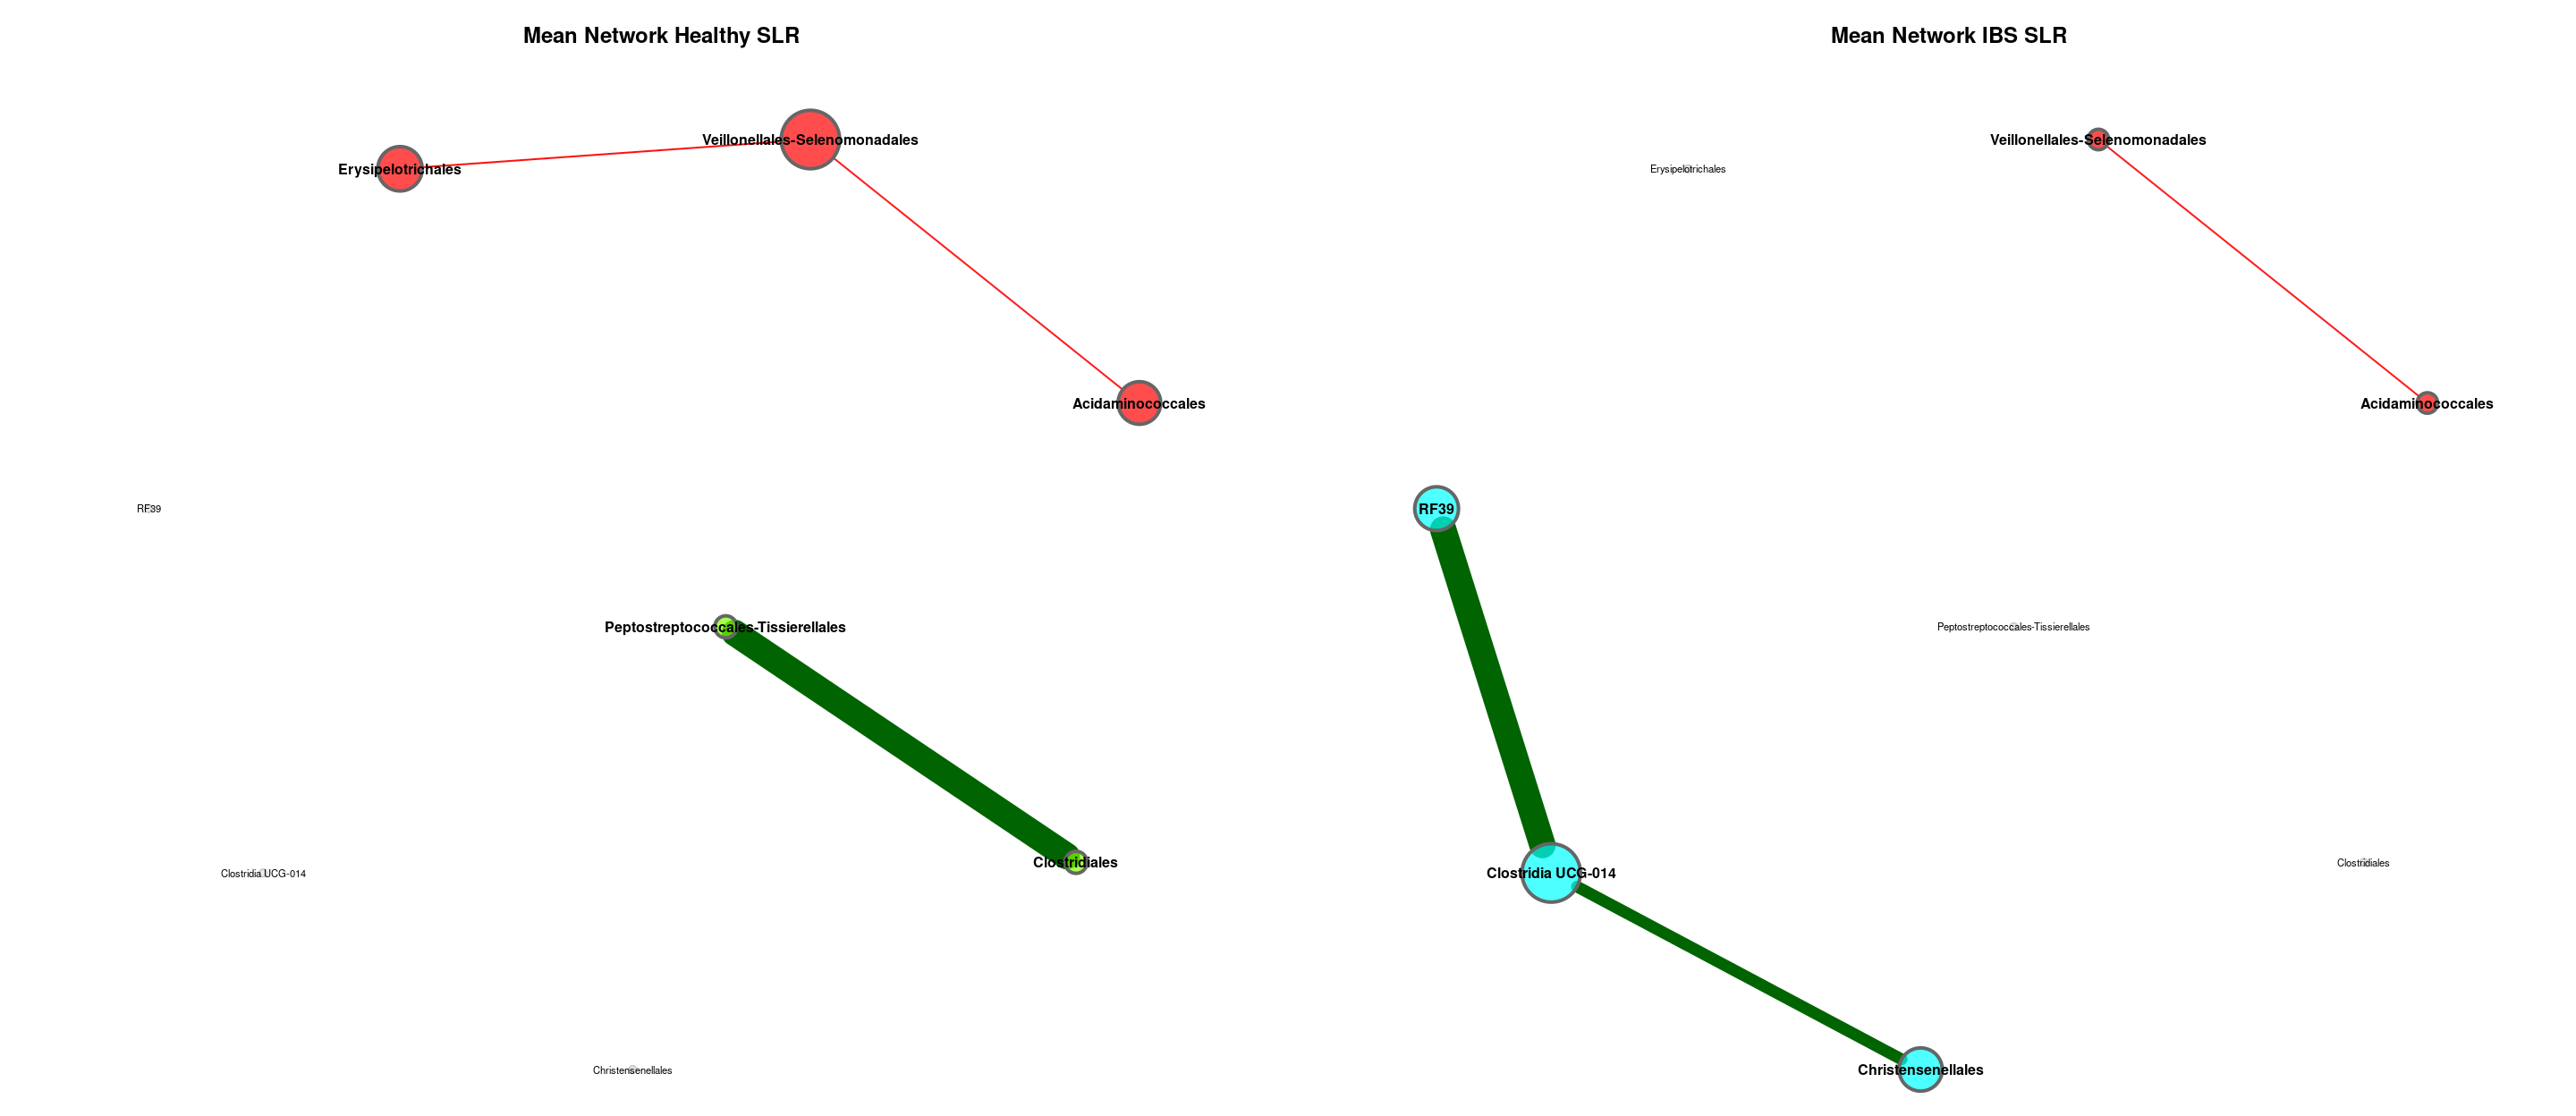 Mean Network Healthy SLR
Veillonellales-Selenomonadales
Erysipelotrichales
Acidaminococcales
RF39
Peptostreptococcales-Tissierellales
Clostridiales
Clostridia UCG-014
Christensenellales
Mean Network IBS SLR
Veillonellales-Selenomonadales
Erysipelotrichales
Acidaminococcales
RF39
Peptostreptococcales-Tissierellales
Clostridiales
Clostridia UCG-014
Christensenellales